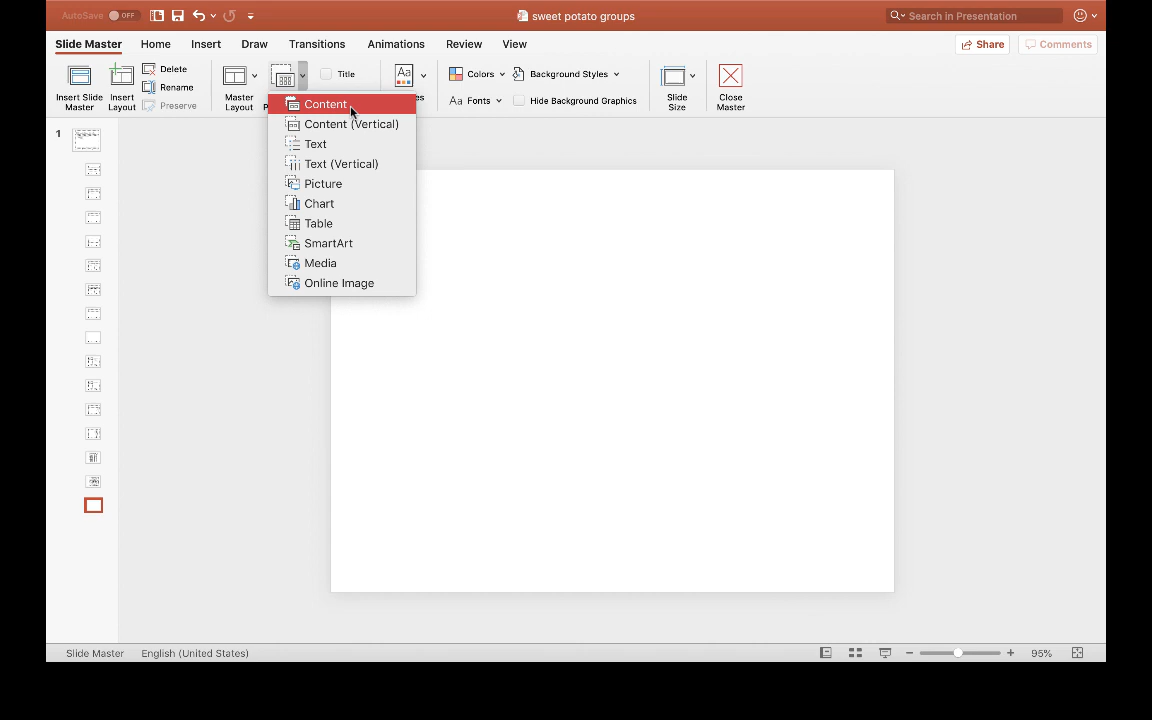 AutoSave OFF
sweet potato groups
Search in Presentation
Slide Master Home Insert Draw Transitions Animations Review View
Share Comments
Insert Slide Master
Insert Layout
Delete
Rename
Preserve
Master Layout
Title
Colors
Background Styles
Aa Fonts
Hide Background Graphics
Slide Size
Close Master
Content
Content (Vertical)
Text
Text (Vertical)
Picture
Chart
Table
SmartArt
Media
Online Image
1
Slide Master English (United States) 95%